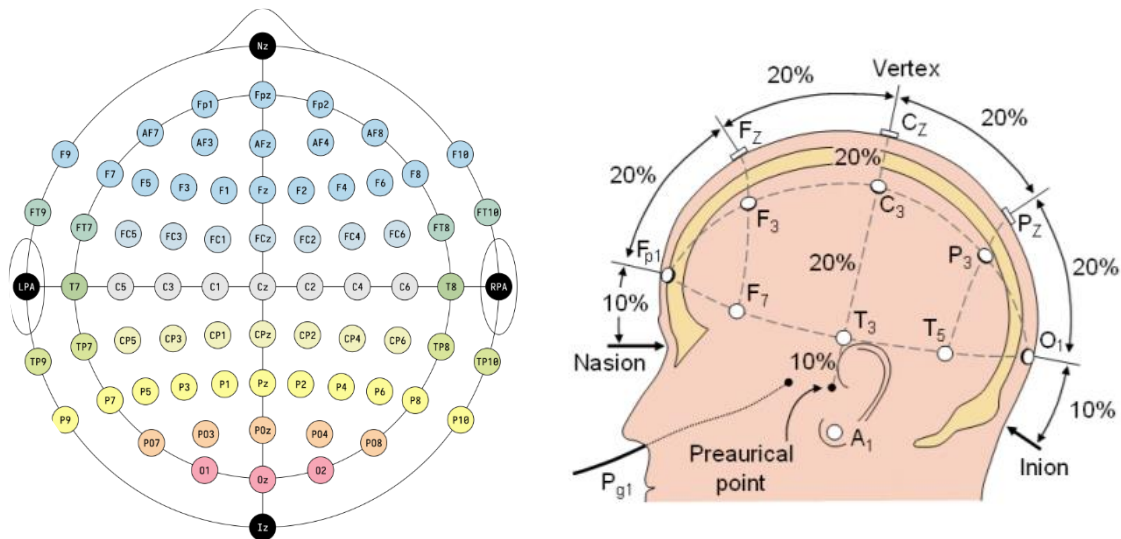 Nz
Fp1 Fpz Fp2
AF7 AF3 AFz AF4 AF8
F9 F7 F5 F3 F1 Fz F2 F4 F6 F8 F10
FT9 FT7 FC5 FC3 FC1 FCz FC2 FC4 FC6 FT8 FT10
LPA T7 C5 C3 C1 Cz C2 C4 C6 T8 RPA
TP9 TP7 CP5 CP3 CP1 CPz CP2 CP4 CP6 TP8 TP10
P9 P7 P5 P3 P1 Pz P2 P4 P6 P8 P10
PO7 PO3 POz PO4 PO8
O1 Oz O2
Iz
20% Vertex
20%
FZ CZ
20% 20%
F3 C3 PZ
Fp1 P3
20% 20%
10% F7
T3 T5 O1
Nasion
10%
10%
A1
Preaurical
point
Inion
Pg1